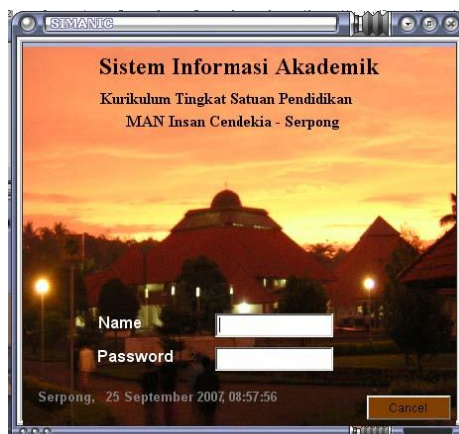 SIMANIC
Sistem Informasi Akademik
Kurikulum Tingkat Satuan Pendidikan
MAN Insan Cendekia - Serpong
Name
Password
Serpong, 25 September 2007, 08:57:56
Cancel